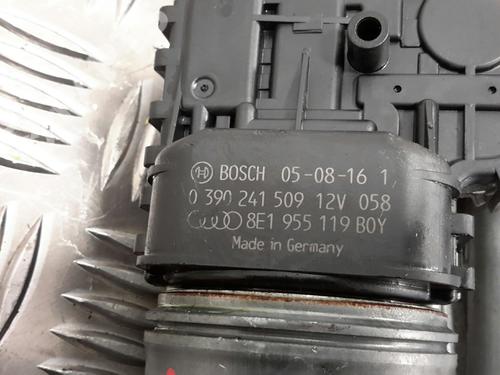 BOSCH 05-08-16 1
0 390 241 509 12V 058
8E1 955 119 B0Y
Made in Germany